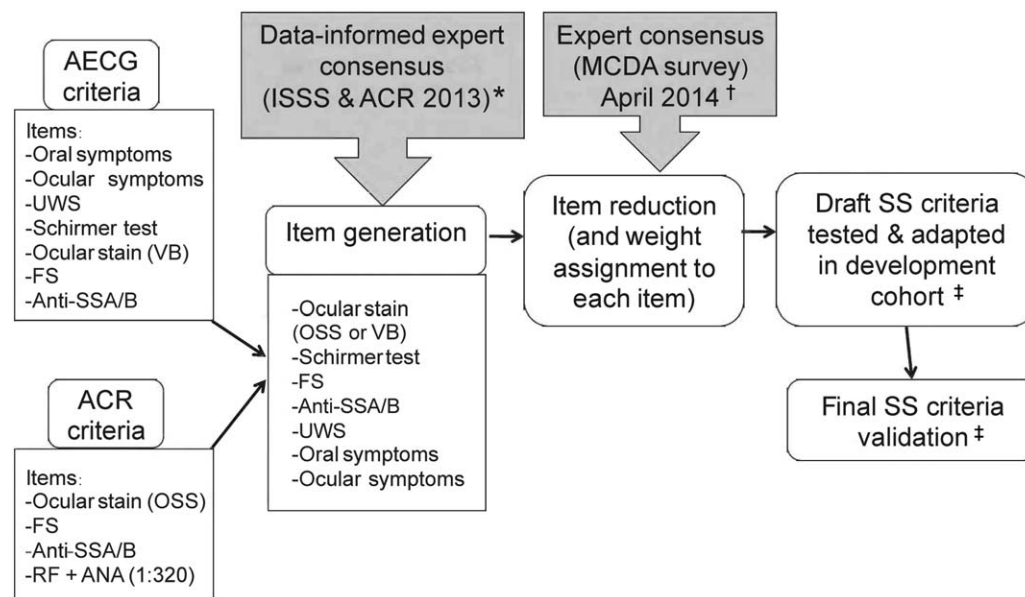 AECG
criteria
Items:
-Oral symptoms
-Ocular symptoms
-UWS
-Schirmer test
-Ocular stain (VB)
-FS
-Anti-SSA/B
ACR
criteria
Items:
-Ocular stain (OSS)
-FS
-Anti-SSA/B
-RF + ANA (1:320)
Data-informed expert
consensus
(ISSS & ACR 2013)*
Item generation
-Ocular stain
(OSS or VB)
-Schirmer test
-FS
-Anti-SSA/B
-UWS
-Oral symptoms
-Ocular symptoms
Expert consensus
(MCDA survey)
April 2014 †
Item reduction
(and weight
assignment to
each item)
Draft SS criteria
tested & adapted
in development
cohort ‡
Final SS criteria
validation ‡